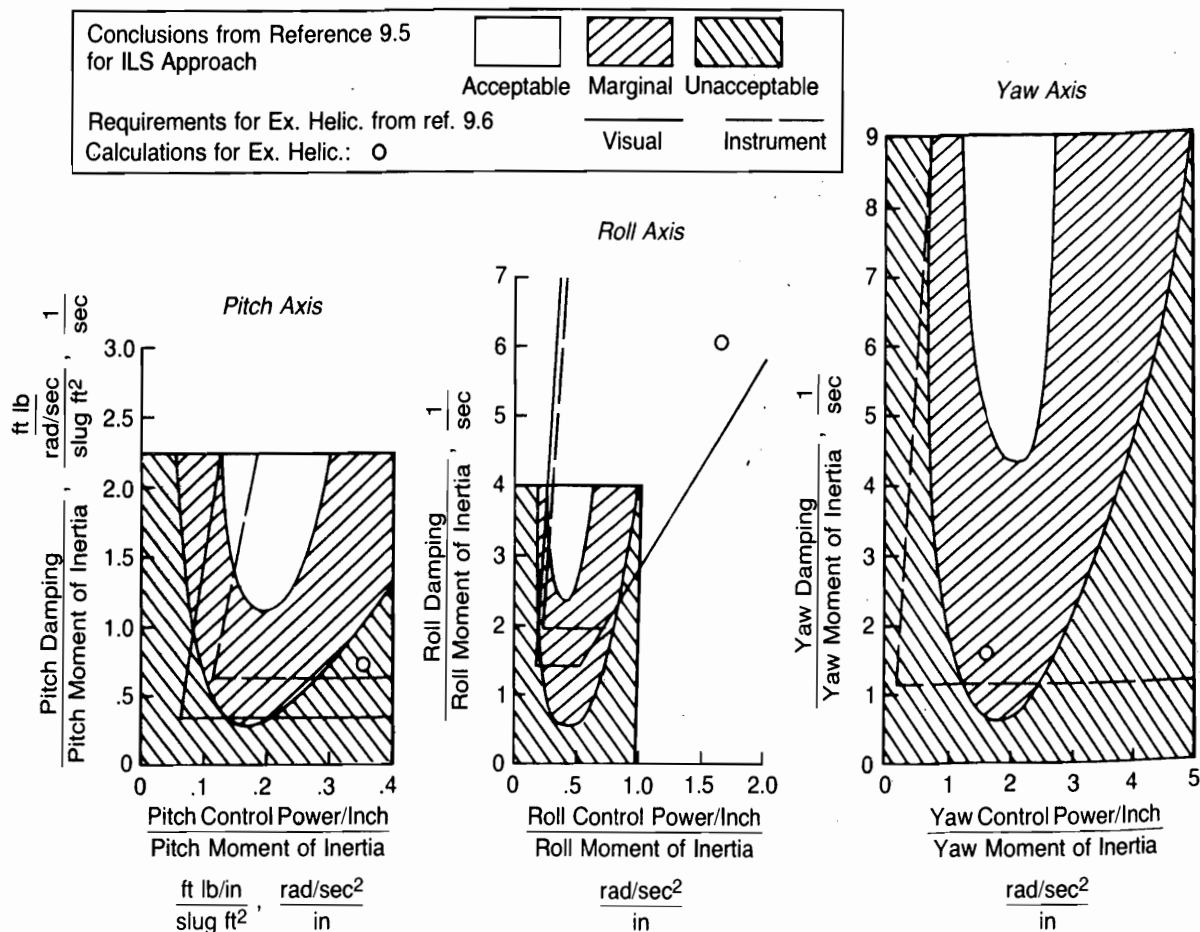 Conclusions from Reference 9.5
for ILS Approach
Acceptable Marginal Unacceptable
Requirements for Ex. Helic. from ref. 9.6
Visual Instrument
Calculations for Ex. Helic.: O
Pitch Axis
ft lb
rad/sec
slug ft²
, 1
sec
Pitch Damping
Pitch Moment of Inertia ,
3.0
2.5
2.0
1.5
1.0
.5
0
0 .1 .2 .3 .4
Pitch Control Power/Inch
Pitch Moment of Inertia
ft lb/in
slug ft²
, rad/sec²
in
Roll Axis
Roll Damping
Roll Moment of Inertia , 1
sec
7
6
5
4
3
2
1
0
0 .5 1.0 1.5 2.0
Roll Control Power/Inch
Roll Moment of Inertia
rad/sec²
in
Yaw Axis
Yaw Damping
Yaw Moment of Inertia , 1
sec
9
8
7
6
5
4
3
2
1
0
0 1 2 3 4 5
Yaw Control Power/Inch
Yaw Moment of Inertia
rad/sec²
in